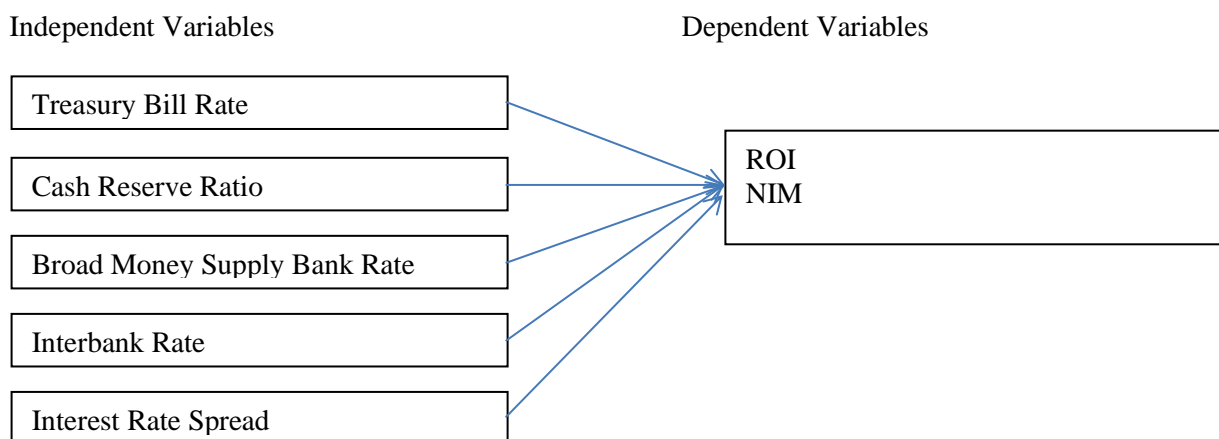 Independent Variables
Dependent Variables
Treasury Bill Rate
Cash Reserve Ratio
Broad Money Supply Bank Rate
Interbank Rate
Interest Rate Spread
ROI
NIM